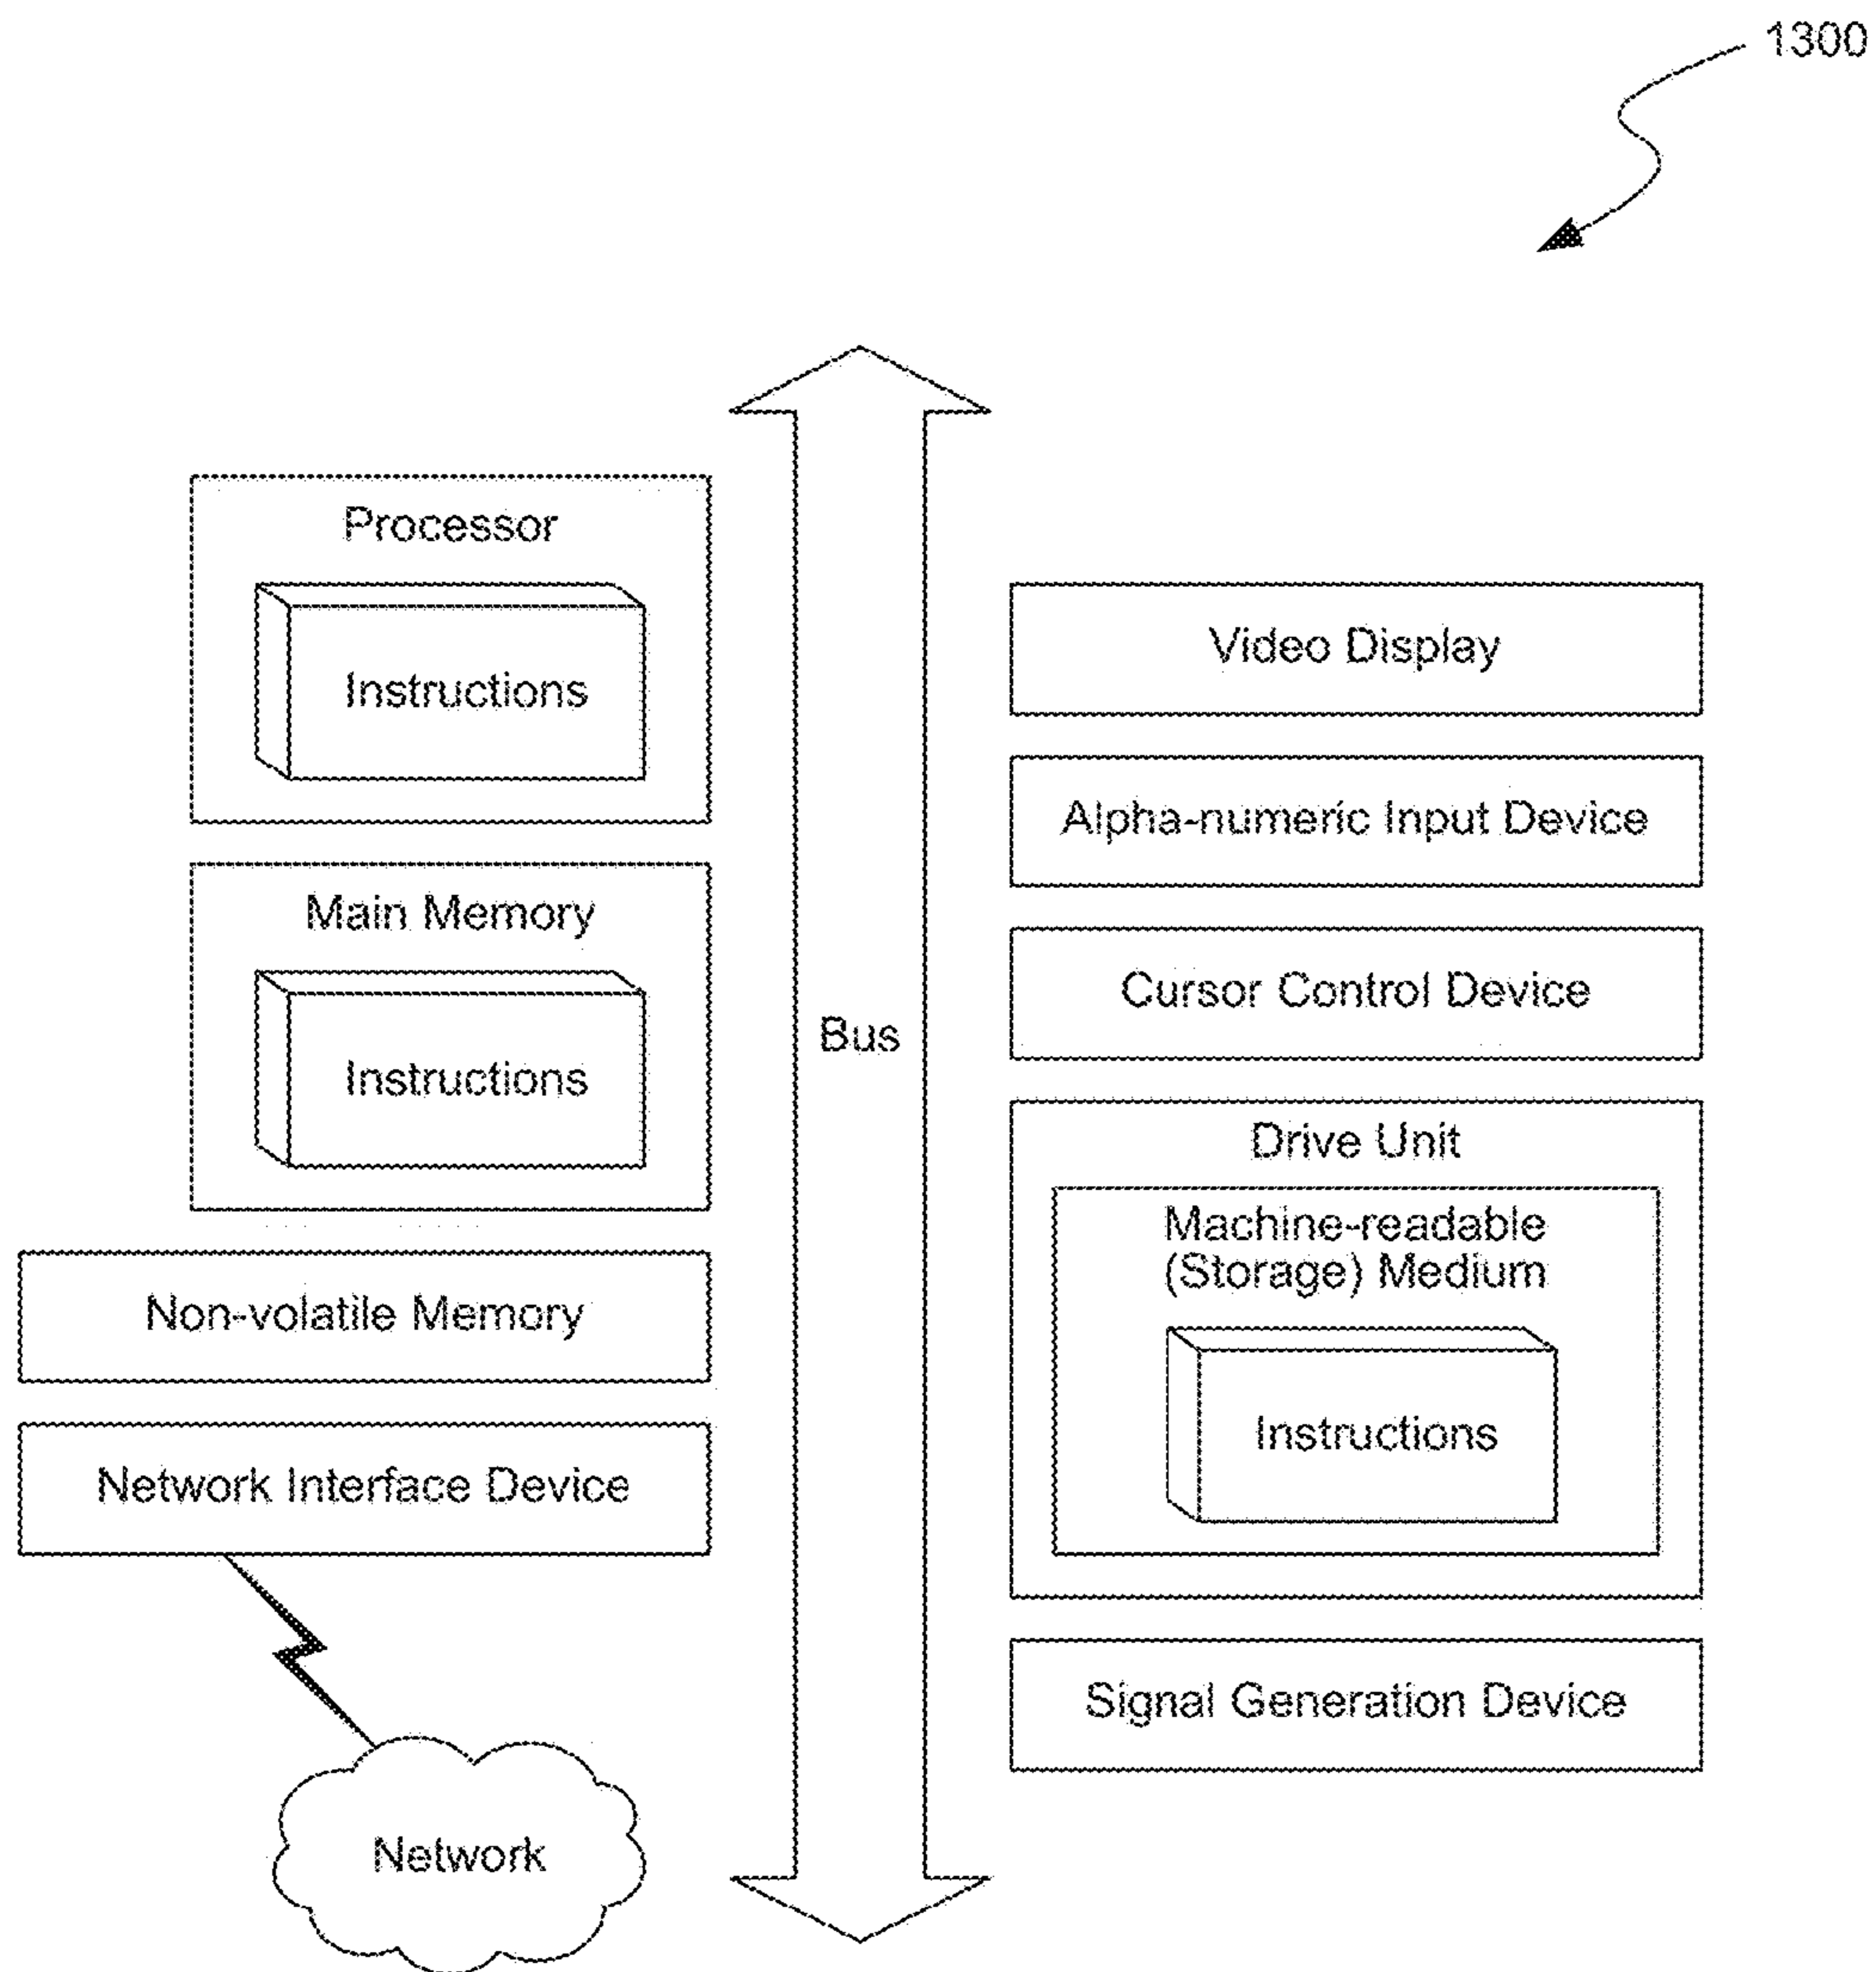 1300
Processor
Instructions
Main Memory
Instructions
Non-volatile Memory
Network Interface Device
Network
Bus
Video Display
Alpha-numeric Input Device
Cursor Control Device
Drive Unit
Machine-readable
(Storage) Medium
Instructions
Signal Generation Device